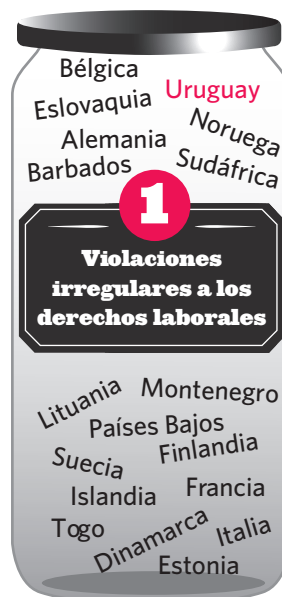 Bélgica
Uruguay
Eslovaquia
Noruega
Alemania
Barbados
Sudáfrica
1
Violaciones
irregulares a los
derechos laborales
Lituania
Montenegro
Países Bajos
Finlandia
Suecia
Francia
Islandia
Togo
Dinamarca
Italia
Estonia